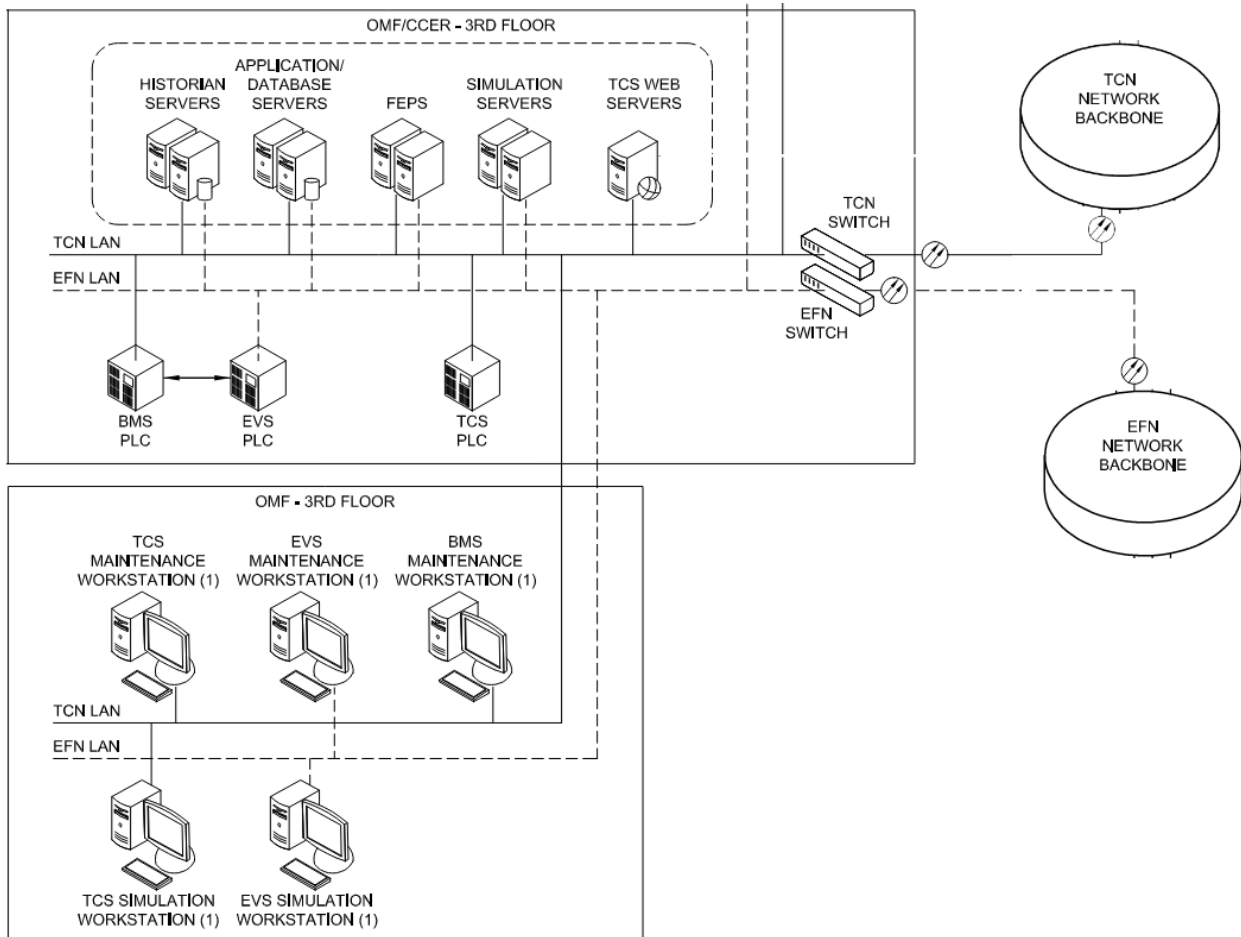 OMF/CCER - 3RD FLOOR
HISTORIAN
SERVERS
APPLICATION/
DATABASE
SERVERS
FEPS
SIMULATION
SERVERS
TCS WEB
SERVERS
TCN
NETWORK
BACKBONE
TCN
SWITCH
TCN LAN
EFN LAN
EFN
SWITCH
BMS
PLC
EVS
PLC
TCS
PLC
EFN
NETWORK
BACKBONE
OMF - 3RD FLOOR
TCS
MAINTENANCE
WORKSTATION (1)
EVS
MAINTENANCE
WORKSTATION (1)
BMS
MAINTENANCE
WORKSTATION (1)
TCN LAN
EFN LAN
TCS SIMULATION
WORKSTATION (1)
EVS SIMULATION
WORKSTATION (1)